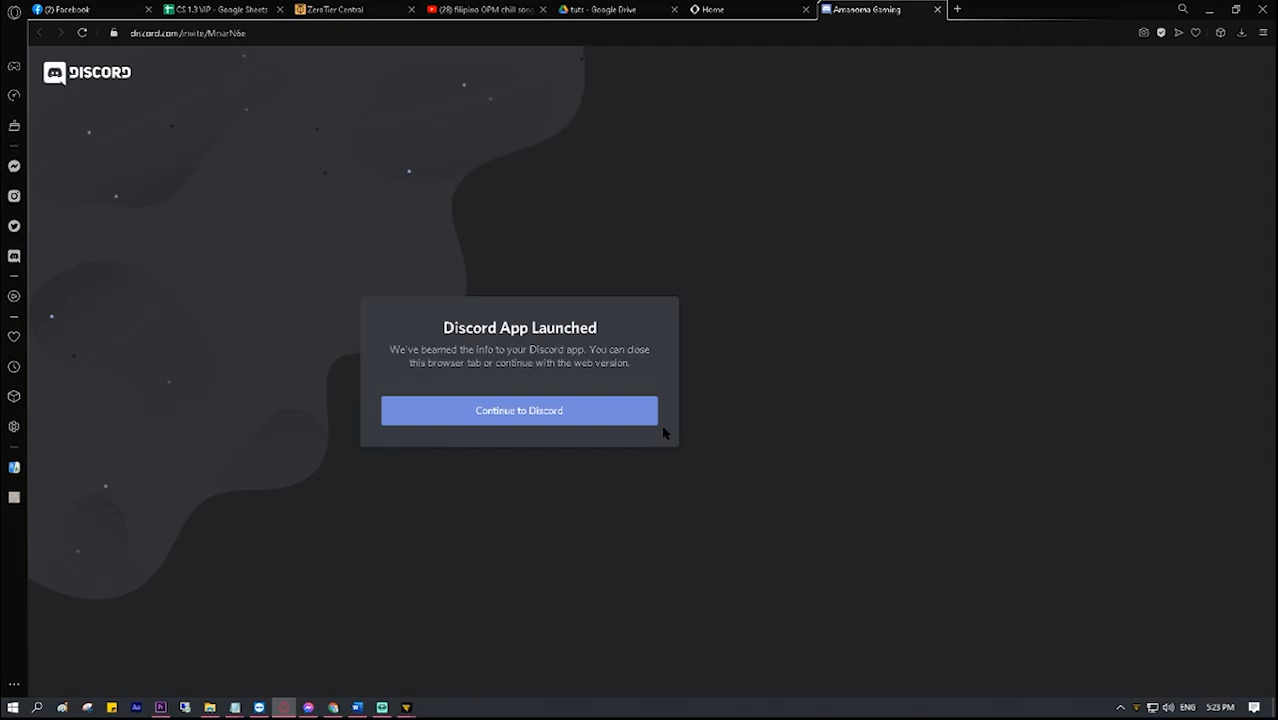 Facebook
CS 1.3 VIP - Google Sheets
ZeroTier Central
(28) filipino OPM chill song
tuts - Google Drive
Home
Amanoma Gaming
discord.com/invite/MnarN6e
DISCORD
Discord App Launched
We've beamed the info to your Discord app. You can close
this browser tab or continue with the web version.
Continue to Discord
ENG
5:23 PM